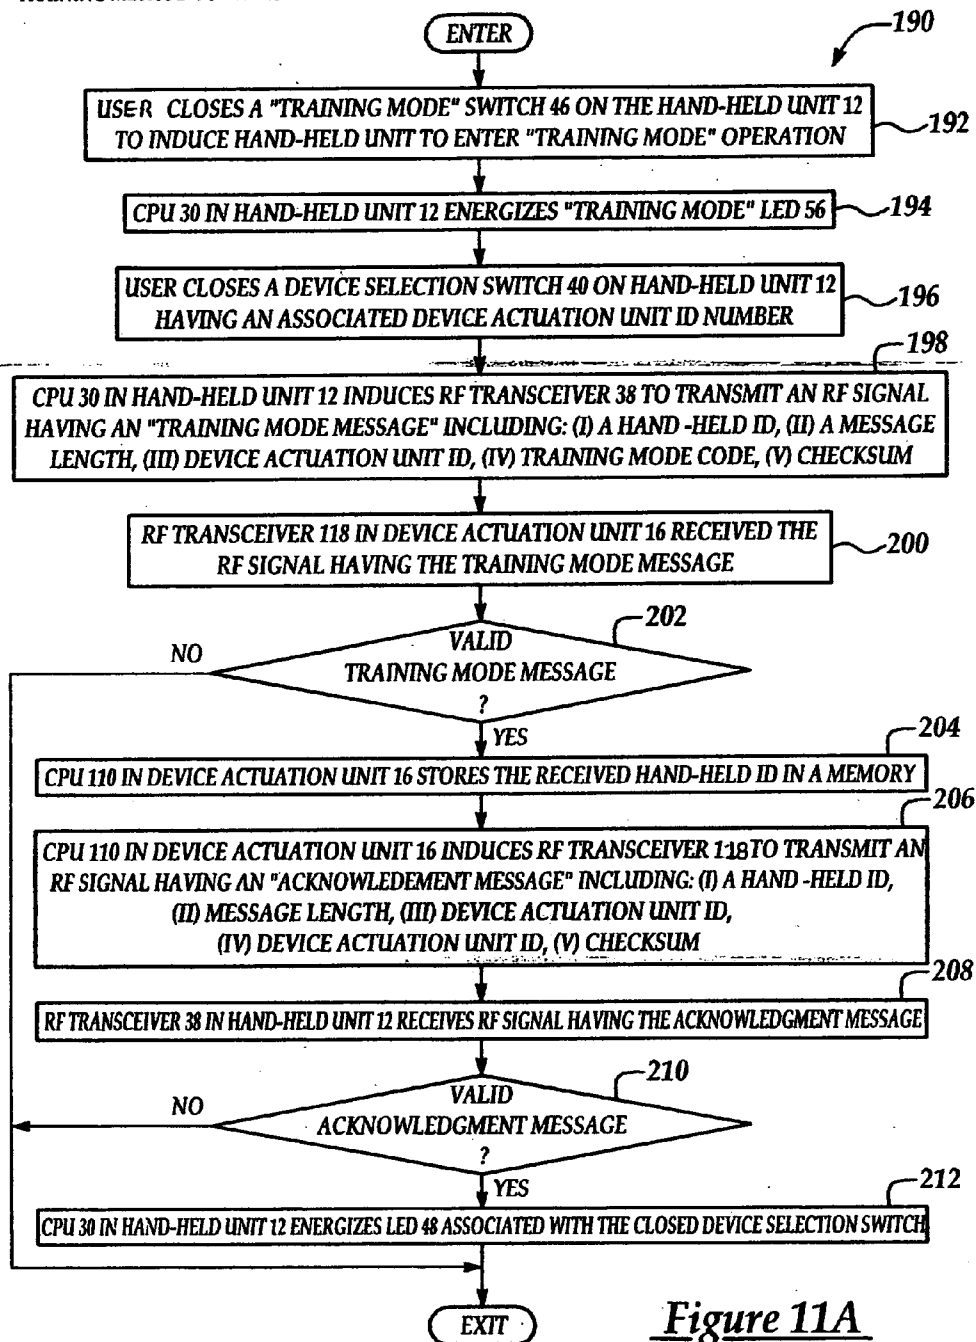 ENTER
190
USER CLOSES A "TRAINING MODE" SWITCH 46 ON THE HAND-HELD UNIT 12
TO INDUCE HAND-HELD UNIT TO ENTER "TRAINING MODE" OPERATION
192
CPU 30 IN HAND-HELD UNIT 12 ENERGIZES "TRAINING MODE" LED 56
194
USER CLOSES A DEVICE SELECTION SWITCH 40 ON HAND-HELD UNIT 12
HAVING AN ASSOCIATED DEVICE ACTUATION UNIT ID NUMBER
196
198
CPU 30 IN HAND-HELD UNIT 12 INDUCES RF TRANSCEIVER 38 TO TRANSMIT AN RF SIGNAL
HAVING AN "TRAINING MODE MESSAGE" INCLUDING: (I) A HAND -HELD ID, (II) A MESSAGE
LENGTH, (III) DEVICE ACTUATION UNIT ID, (IV) TRAINING MODE CODE, (V) CHECKSUM
RF TRANSCEIVER 118 IN DEVICE ACTUATION UNIT 16 RECEIVED THE
RF SIGNAL HAVING THE TRAINING MODE MESSAGE
200
202
VALID
TRAINING MODE MESSAGE
?
NO
YES
204
CPU 110 IN DEVICE ACTUATION UNIT 16 STORES THE RECEIVED HAND-HELD ID IN A MEMORY
206
CPU 110 IN DEVICE ACTUATION UNIT 16 INDUCES RF TRANSCEIVER 118 TO TRANSMIT AN
RF SIGNAL HAVING AN "ACKNOWLEDEMENT MESSAGE" INCLUDING: (I) A HAND -HELD ID,
(II) MESSAGE LENGTH, (III) DEVICE ACTUATION UNIT ID,
(IV) DEVICE ACTUATION UNIT ID, (V) CHECKSUM
208
RF TRANSCEIVER 38 IN HAND-HELD UNIT 12 RECEIVES RF SIGNAL HAVING THE ACKNOWLEDGMENT MESSAGE
210
VALID
ACKNOWLEDGMENT MESSAGE
?
NO
YES
212
CPU 30 IN HAND-HELD UNIT 12 ENERGIZES LED 48 ASSOCIATED WITH THE CLOSED DEVICE SELECTION SWITCH
EXIT
Figure 11A